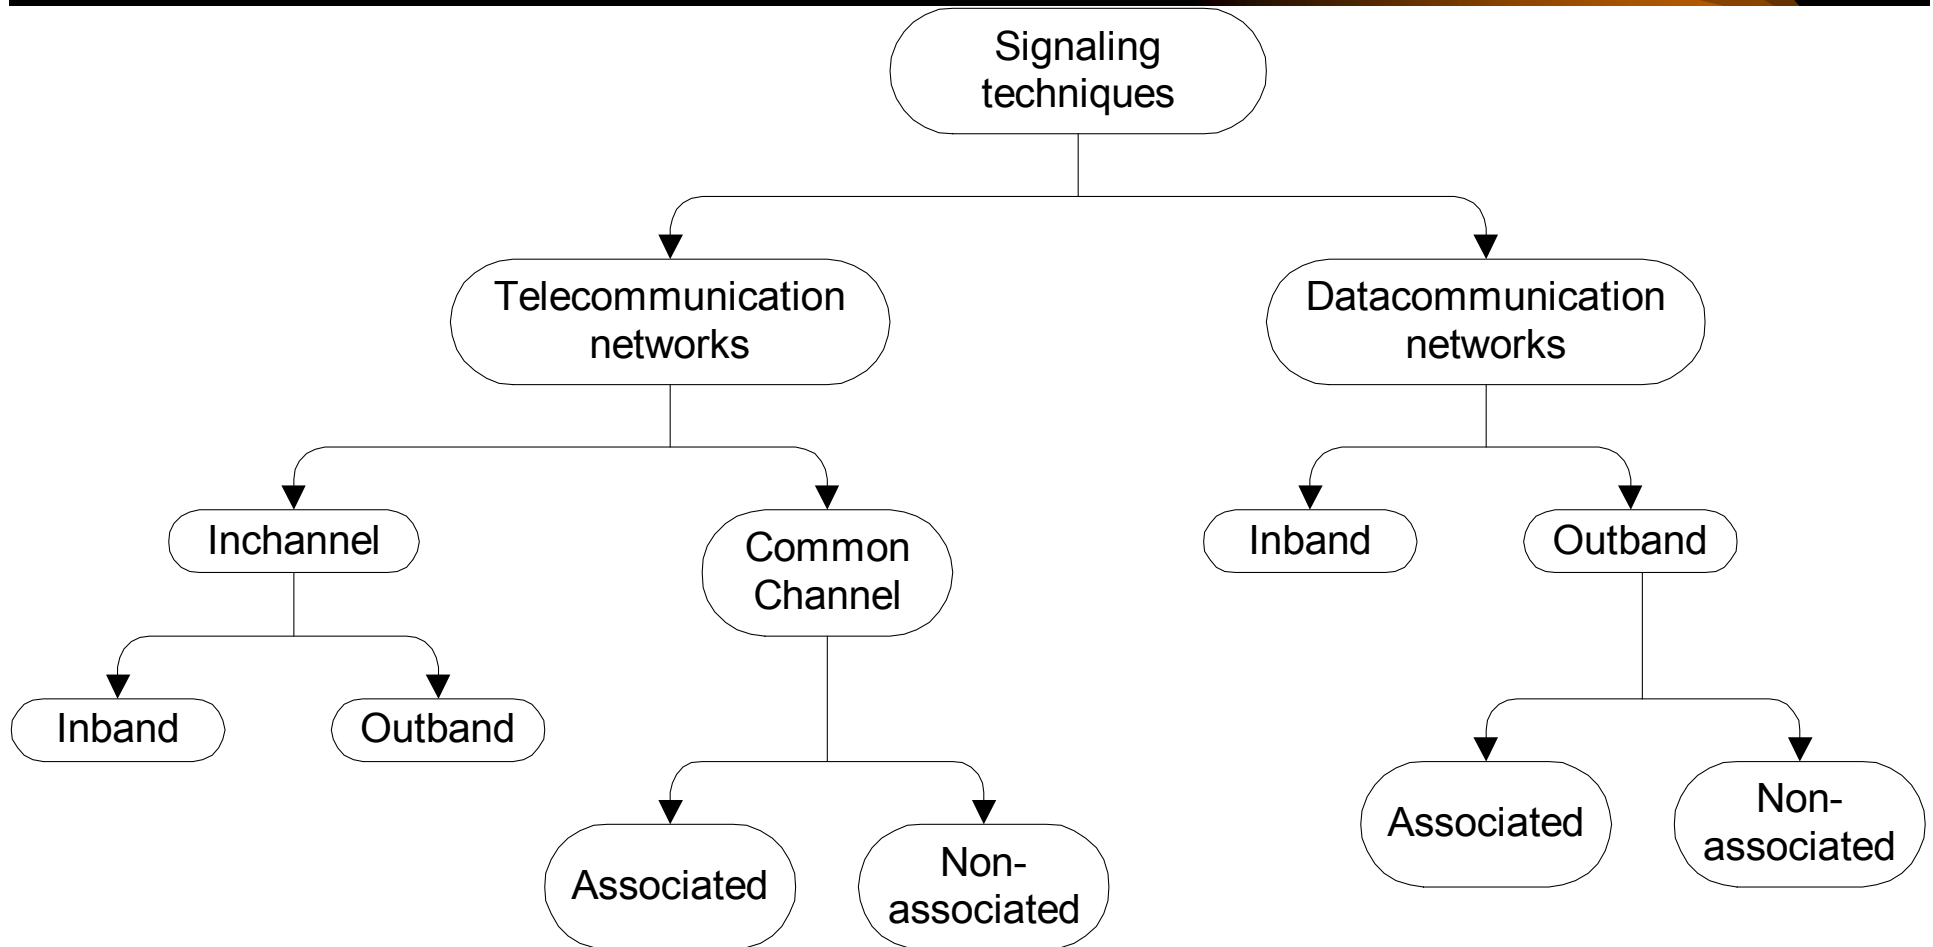 Signaling
techniques
Telecommunication
networks
Datacommunication
networks
Inchannel
Common
Channel
Inband
Outband
Inband
Outband
Associated
Non-
associated
Associated
Non-
associated